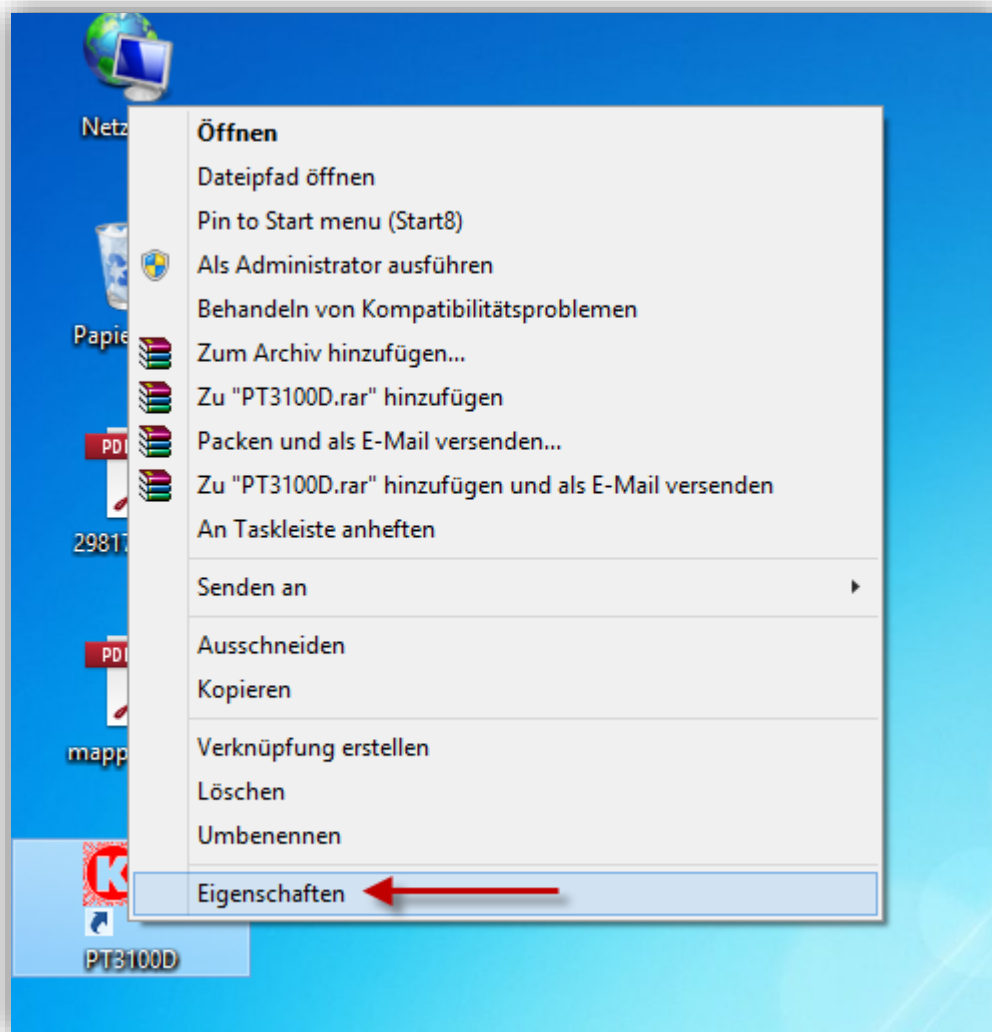 Öffnen
Dateipfad öffnen
Pin to Start menu (Start8)
Als Administrator ausführen
Behandeln von Kompatibilitätsproblemen
Zum Archiv hinzufügen...
Zu "PT3100D.rar" hinzufügen
Packen und als E-Mail versenden...
Zu "PT3100D.rar" hinzufügen und als E-Mail versenden
An Taskleiste anheften
Senden an
Ausschneiden
Kopieren
Verknüpfung erstellen
Löschen
Umbenennen
Eigenschaften
Netz
Papie
PDF
2981
PDF
mapp
K
PT3100D